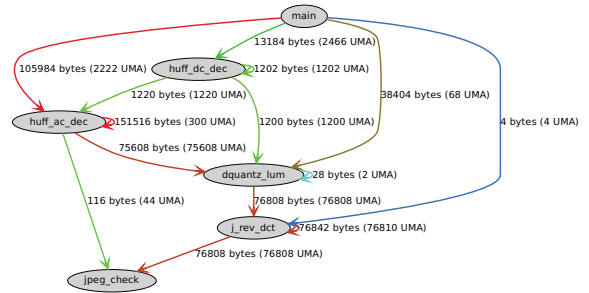 main
13184 bytes (2466 UMA)
105984 bytes (2222 UMA)
huff_dc_dec
1202 bytes (1202 UMA)
1220 bytes (1220 UMA)
38404 bytes (68 UMA)
huff_ac_dec
151516 bytes (300 UMA)
1200 bytes (1200 UMA)
4 bytes (4 UMA)
75608 bytes (75608 UMA)
dquantz_lum
28 bytes (2 UMA)
116 bytes (44 UMA)
76808 bytes (76808 UMA)
j_rev_dct
76842 bytes (76810 UMA)
76808 bytes (76808 UMA)
jpeg_check